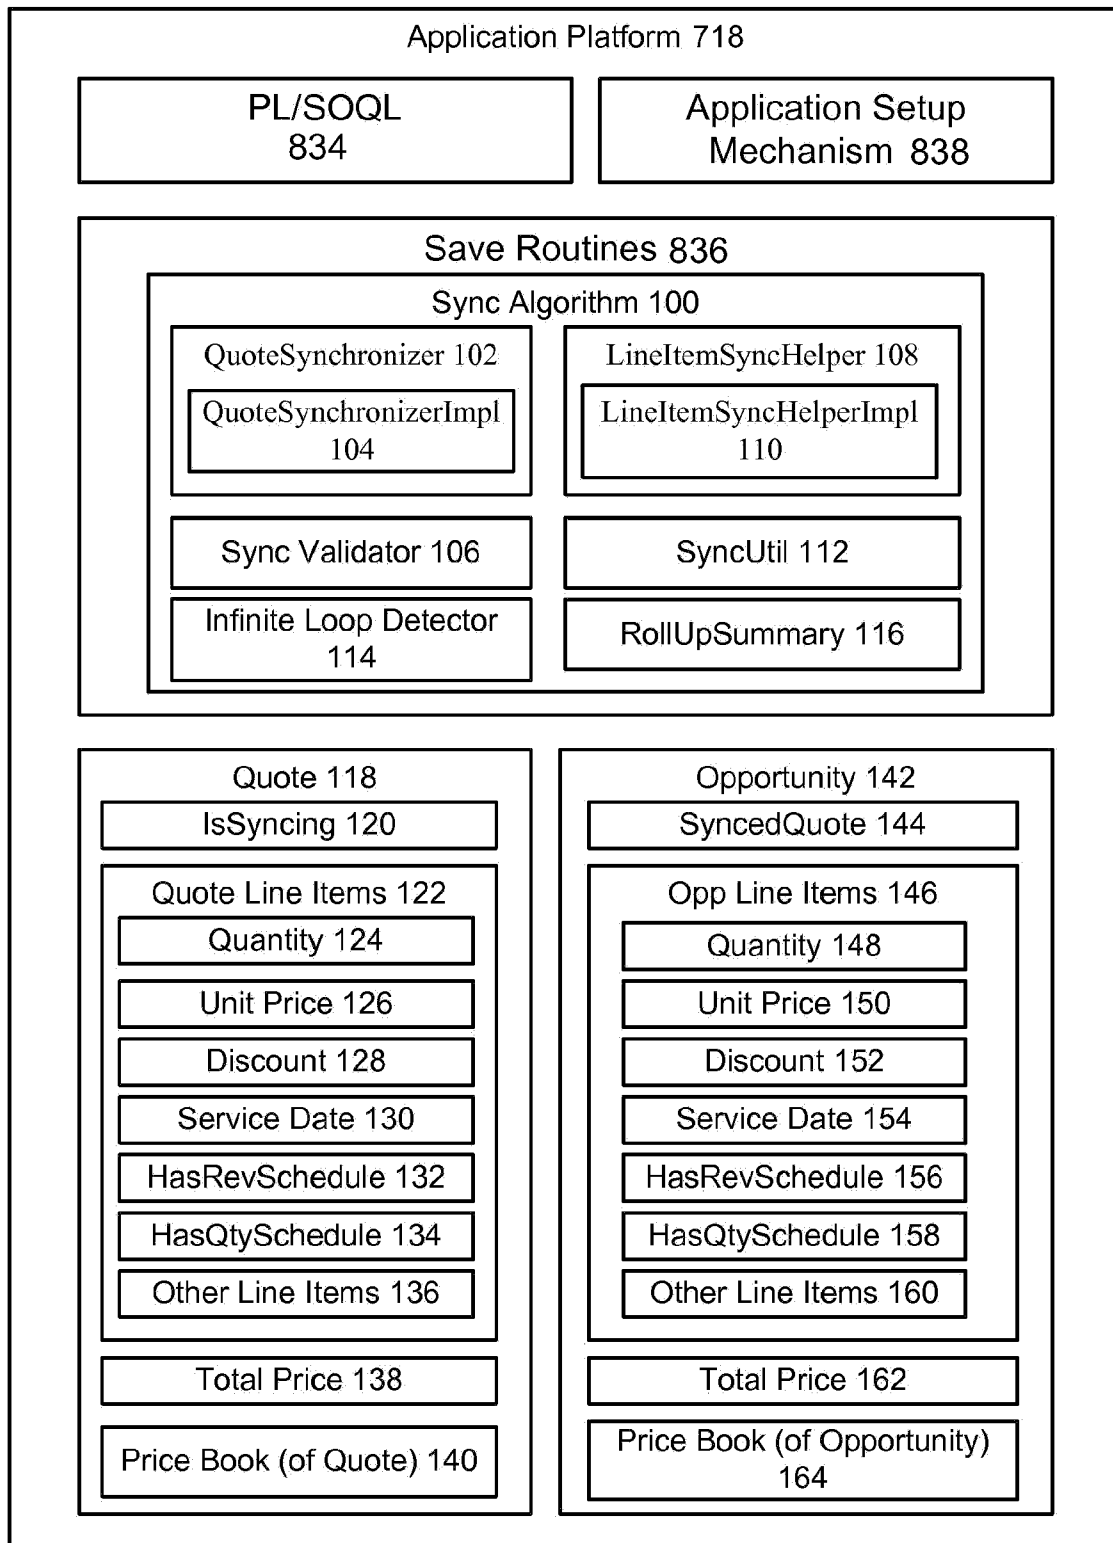 Application Platform 718
PL/SOQL
834
Application Setup
Mechanism 838
Save Routines 836
Sync Algorithm 100
QuoteSynchronizer 102
QuoteSynchronizerImpl
104
LineItemSyncHelper 108
LineItemSyncHelperImpl
110
Sync Validator 106
SyncUtil 112
Infinite Loop Detector
114
RollUpSummary 116
Quote 118
IsSyncing 120
Quote Line Items 122
Quantity 124
Unit Price 126
Discount 128
Service Date 130
HasRevSchedule 132
HasQtySchedule 134
Other Line Items 136
Total Price 138
Price Book (of Quote) 140
Opportunity 142
SyncedQuote 144
Opp Line Items 146
Quantity 148
Unit Price 150
Discount 152
Service Date 154
HasRevSchedule 156
HasQtySchedule 158
Other Line Items 160
Total Price 162
Price Book (of Opportunity)
164